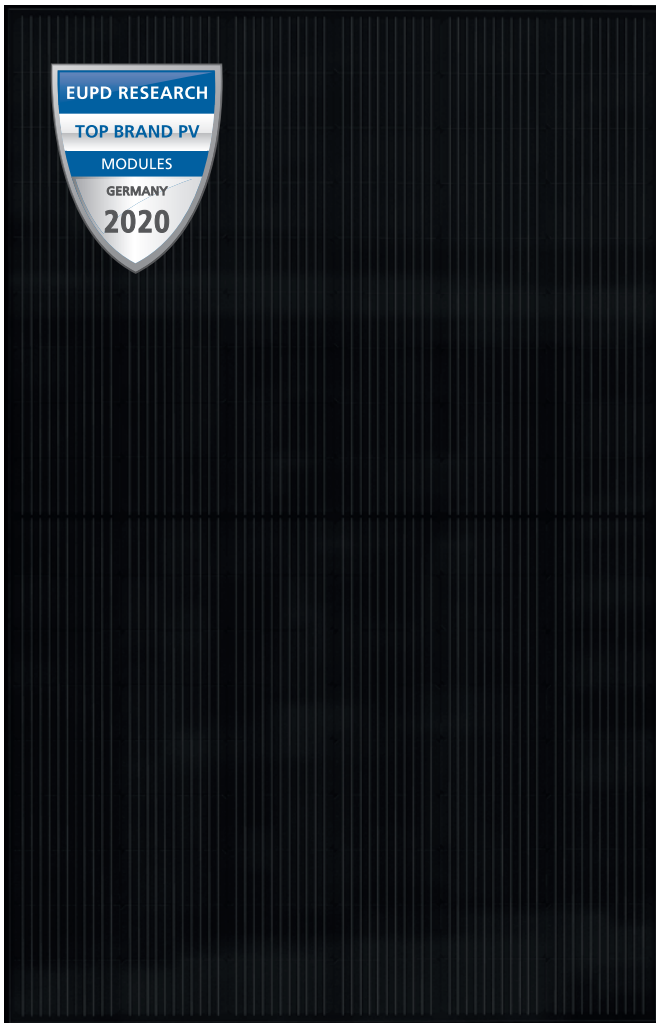 EUPD RESEARCH
TOP BRAND PV
MODULES
GERMANY
2020